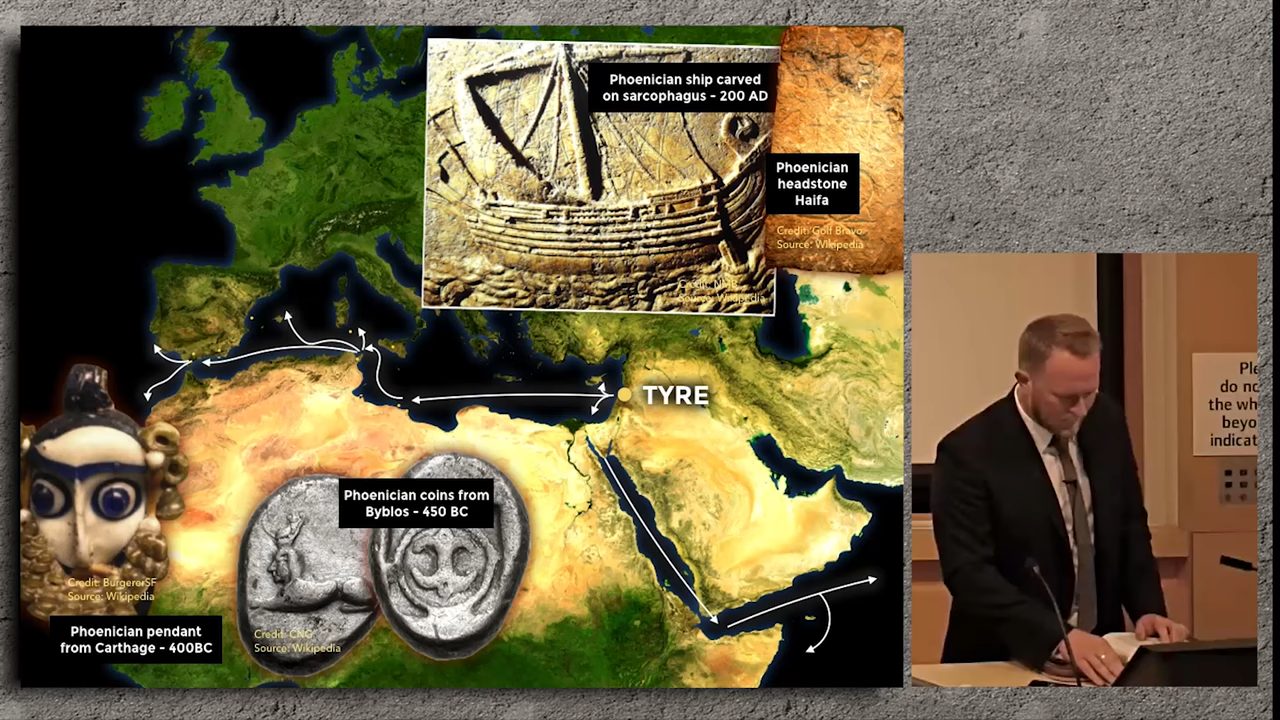 Phoenician ship carved
on sarcophagus - 200 AD
Phoenician
headstone
Haifa
Credit: Golf Bravo
Source: Wikipedia
Source: Wikipedia
TYRE
Phoenician coins from
Byblos - 450 BC
Credit: BurgererSF
Source: Wikipedia
Credit: CNG
Source: Wikipedia
Phoenician pendant
from Carthage - 400BC
Ple
do no
the wh
beyo
indicat